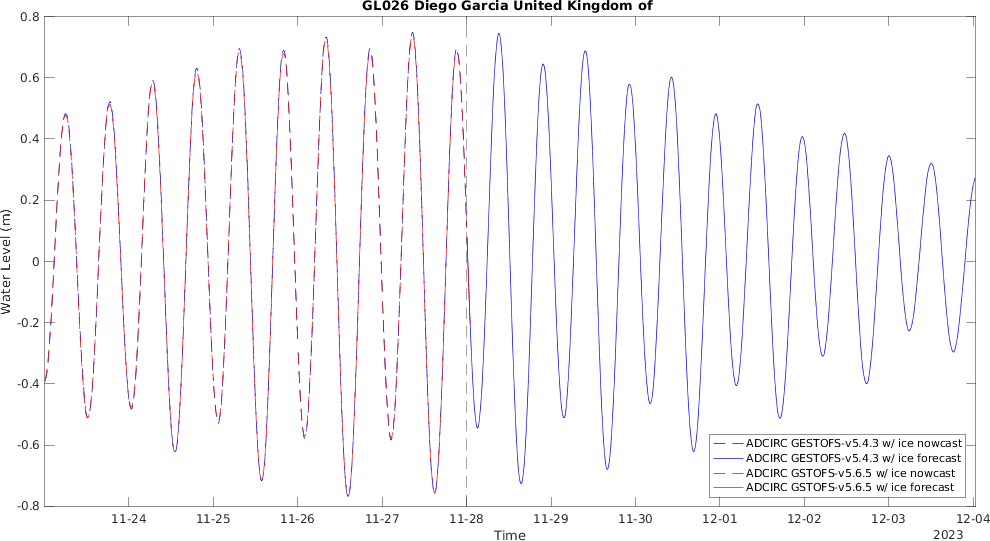 GL026 Diego Garcia United Kingdom of
0.8
0.6
0.4
0.2
0
-0.2
-0.4
-0.6
-0.8
Water Level (m)
ADCIRC GESTOFS-v5.4.3 w/ ice nowcast
ADCIRC GESTOFS-v5.4.3 w/ ice forecast
ADCIRC GSTOFS-v5.6.5 w/ ice nowcast
ADCIRC GSTOFS-v5.6.5 w/ ice forecast
11-24 11-25 11-26 11-27 11-28 11-29 11-30 12-01 12-02 12-03 12-04
Time
2023